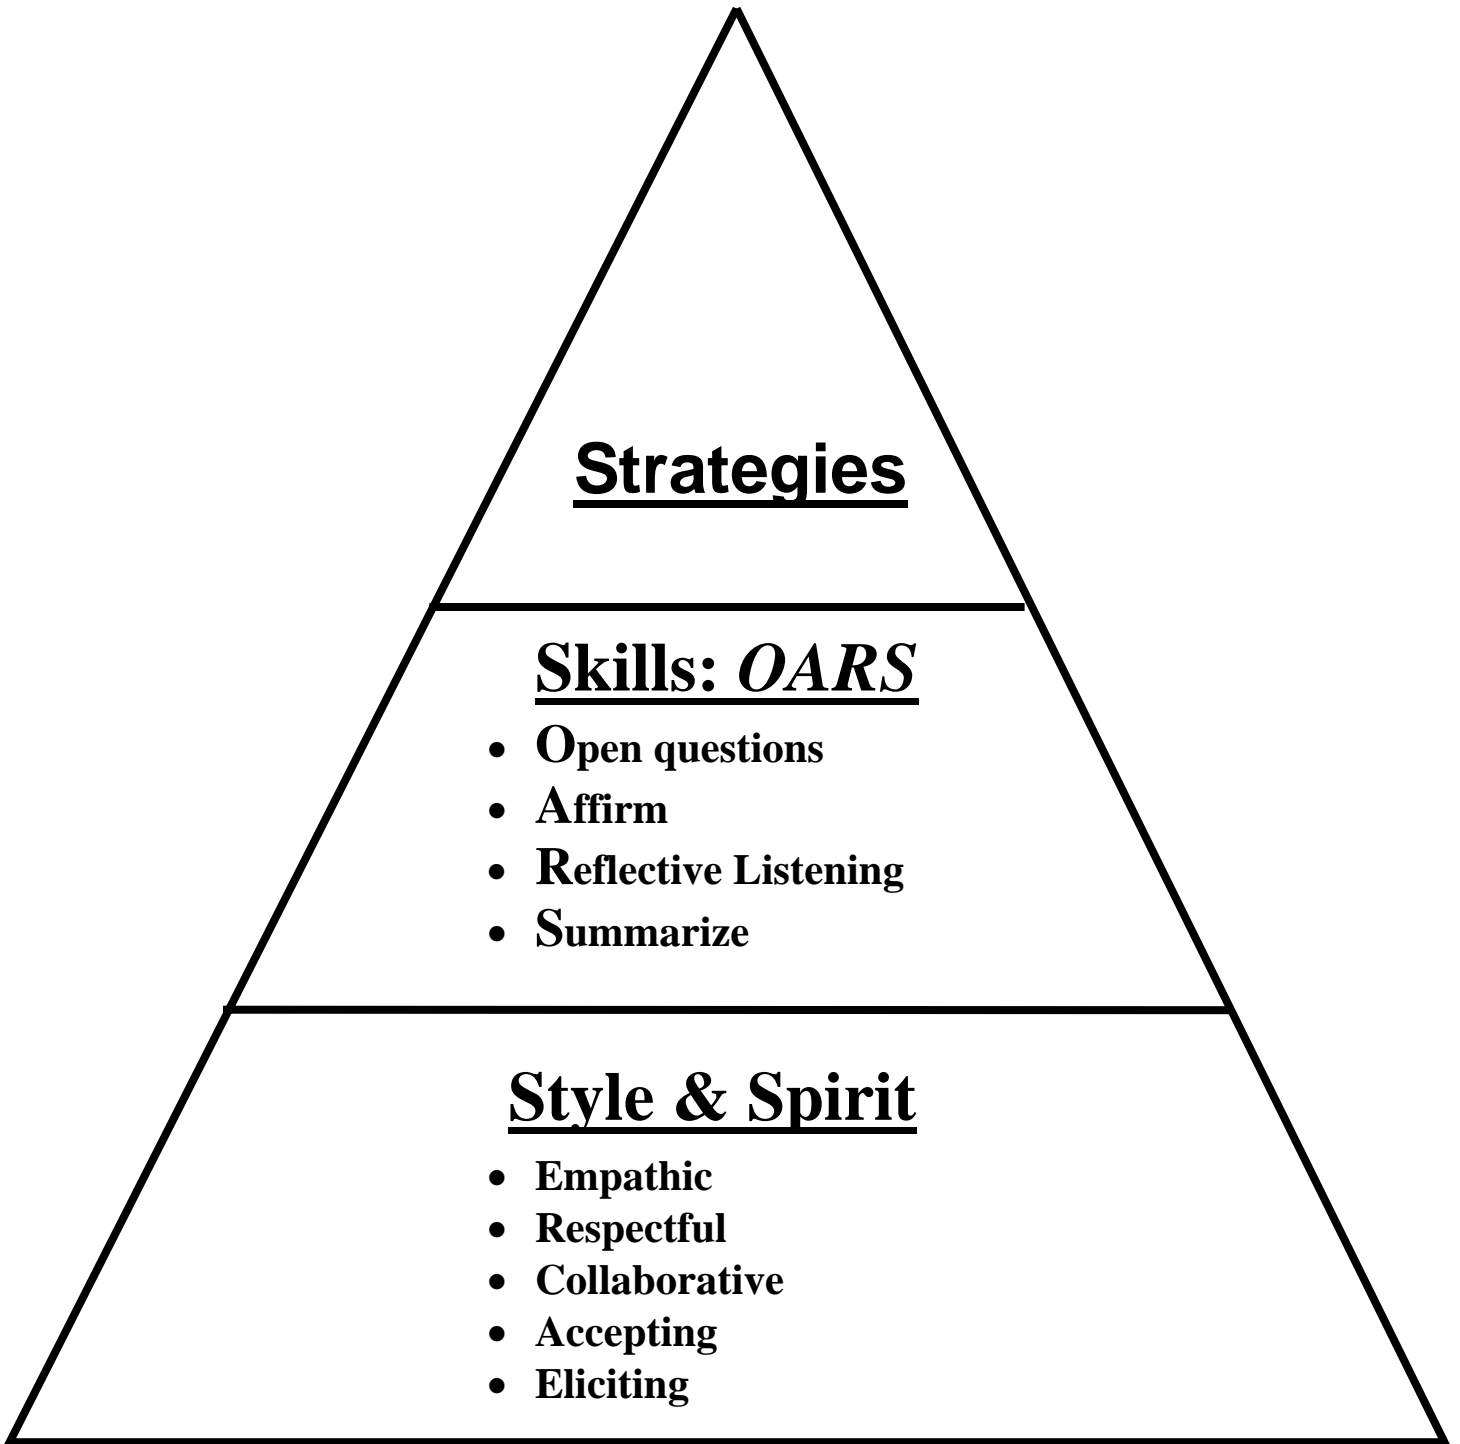 Strategies
Skills: OARS
• Open questions
• Affirm
• Reflective Listening
• Summarize
Style & Spirit
• Empathic
• Respectful
• Collaborative
• Accepting
• Eliciting